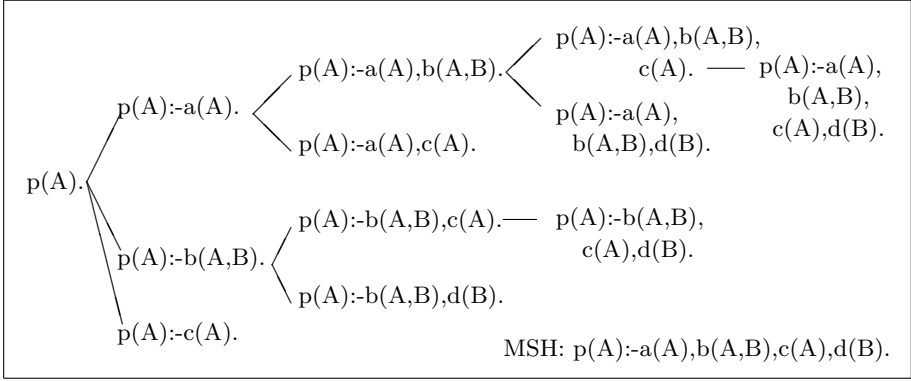 p(A):-a(A),b(A,B),
p(A):-a(A),b(A,B).
c(A).
p(A):-a(A),
p(A):-a(A).
b(A,B),
p(A):-a(A),
c(A),d(B).
p(A):-a(A),c(A).
b(A,B),d(B).
p(A).
p(A):-b(A,B),c(A).
p(A):-b(A,B),
c(A),d(B).
p(A):-b(A,B).
p(A):-b(A,B),d(B).
p(A):-c(A).
MSH: p(A):-a(A),b(A,B),c(A),d(B).